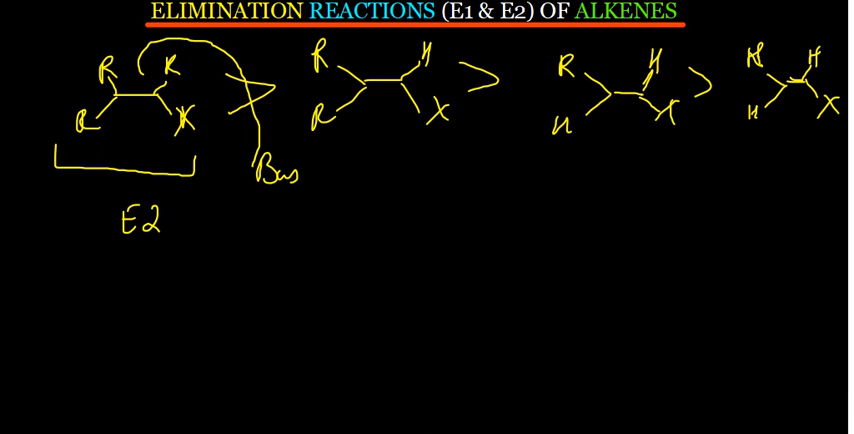 ELIMINATION REACTIONS (E1 & E2) OF ALKENES
R R R H R H H H
R X > R X > H X > H X
Bas
E2